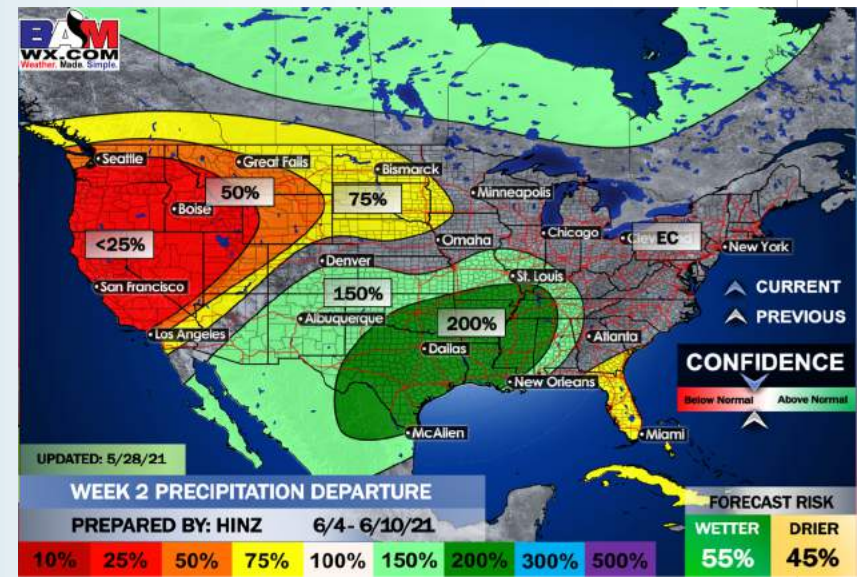 BAM
WX.COM
Weather. Made. Simple.
Seattle
Great Falls
Bismarck
Minneapolis
50%
75%
Boise
<25%
Omaha
Chicago
EC
New York
Denver
St. Louis
San Francisco
150%
CURRENT
Albuquerque
200%
PREVIOUS
Los Angeles
Dallas
Atlanta
CONFIDENCE
New Orleans
Below Normal
Above Normal
McAllen
Miami
UPDATED: 5/28/21
WEEK 2 PRECIPITATION DEPARTURE
PREPARED BY: HINZ 6/4- 6/10/21
FORECAST RISK
WETTER DRIER
55% 45%
10% 25% 50% 75% 100% 150% 200% 300% 500%